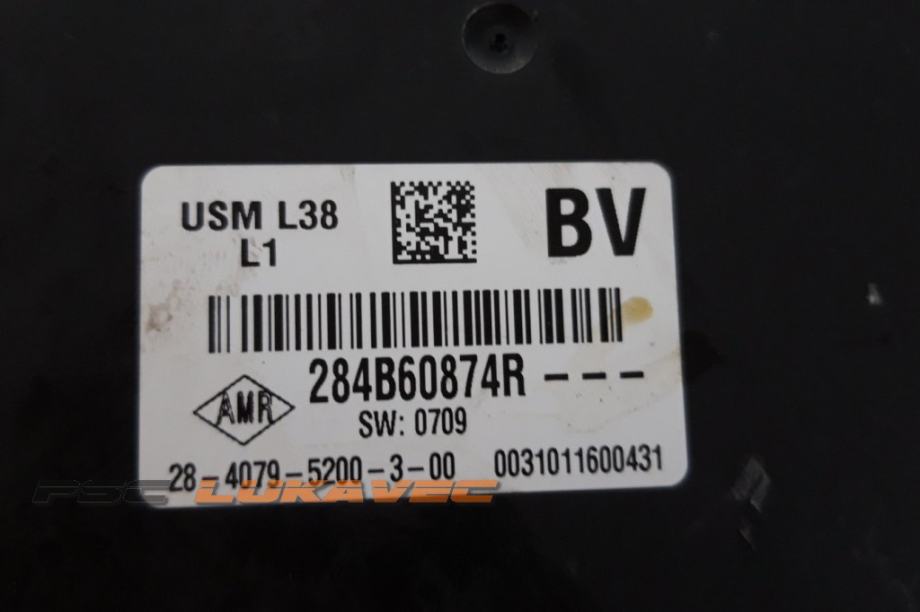 USM L38
L1
BV
284B60874R ---
AMR
SW: 0709
28-4079-5200-3-00 0031011600431
PSC LUKAVEC